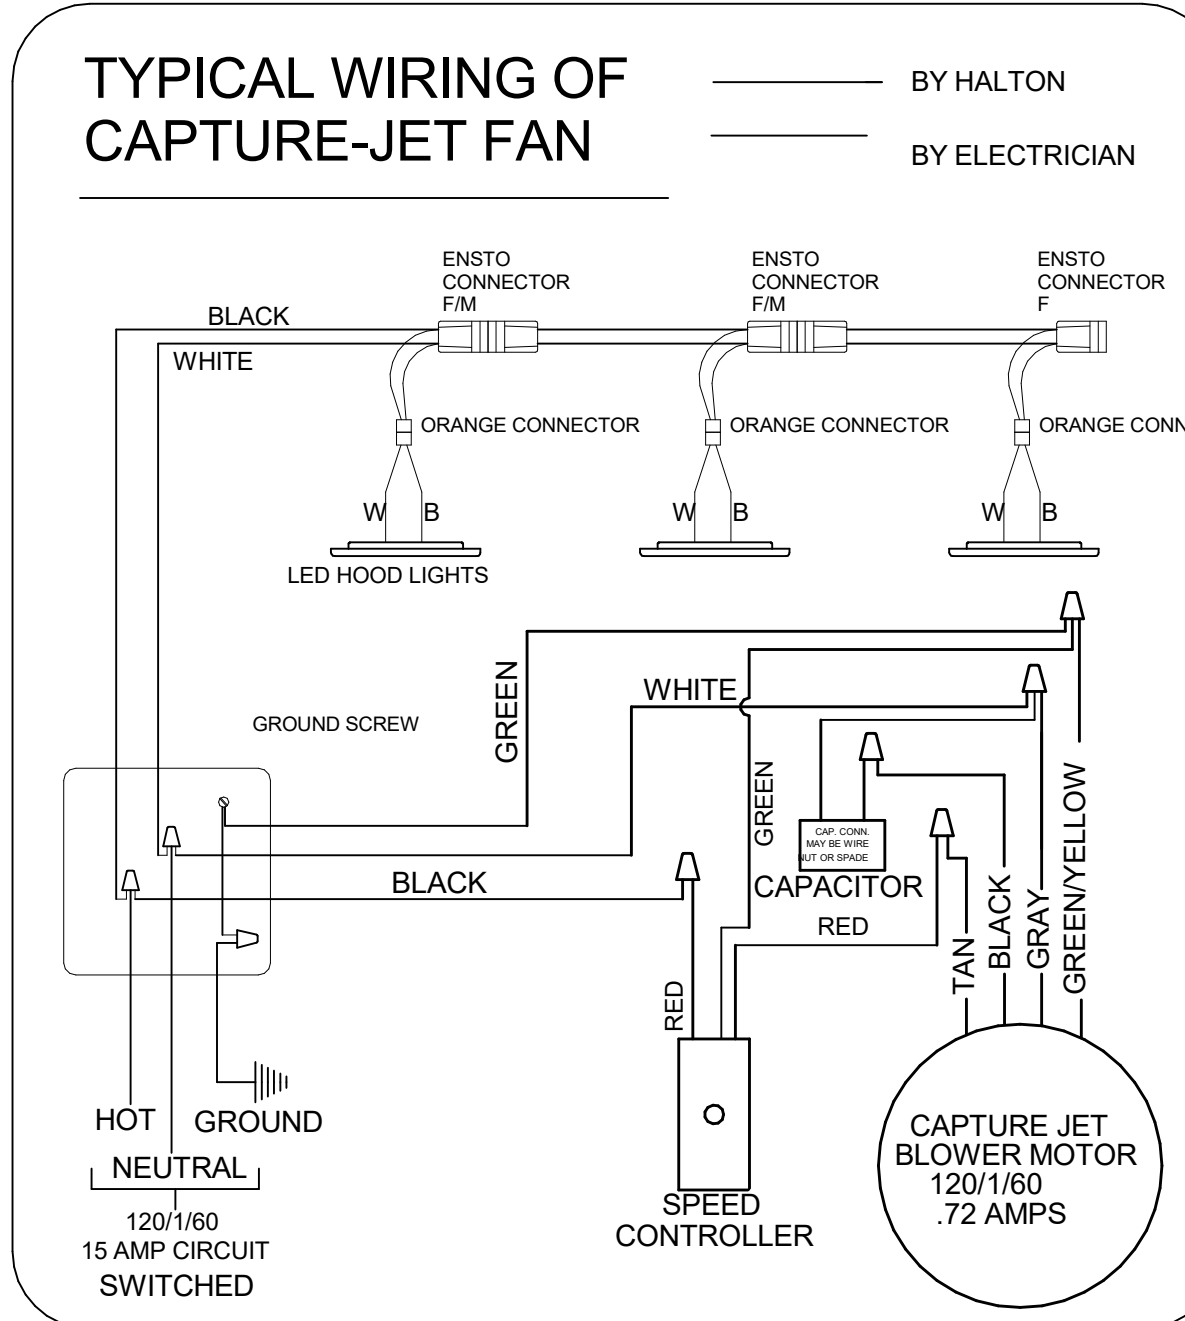 TYPICAL WIRING OF
CAPTURE-JET FAN
BY HALTON
BY ELECTRICIAN
ENSTO
CONNECTOR
F/M
ENSTO
CONNECTOR
F/M
ENSTO
CONNECTOR
F
BLACK
WHITE
ORANGE CONNECTOR
ORANGE CONNECTOR
ORANGE CONN
W
B
W
B
W
B
LED HOOD LIGHTS
GREEN
WHITE
GROUND SCREW
GREEN
CAP. CONN.
MAY BE WIRE
NUT OR SPADE
CAPACITOR
BLACK
RED
TAN
BLACK
GRAY
GREEN/YELLOW
RED
HOT
GROUND
NEUTRAL
120/1/60
15 AMP CIRCUIT
SWITCHED
SPEED
CONTROLLER
CAPTURE JET
BLOWER MOTOR
120/1/60
.72 AMPS